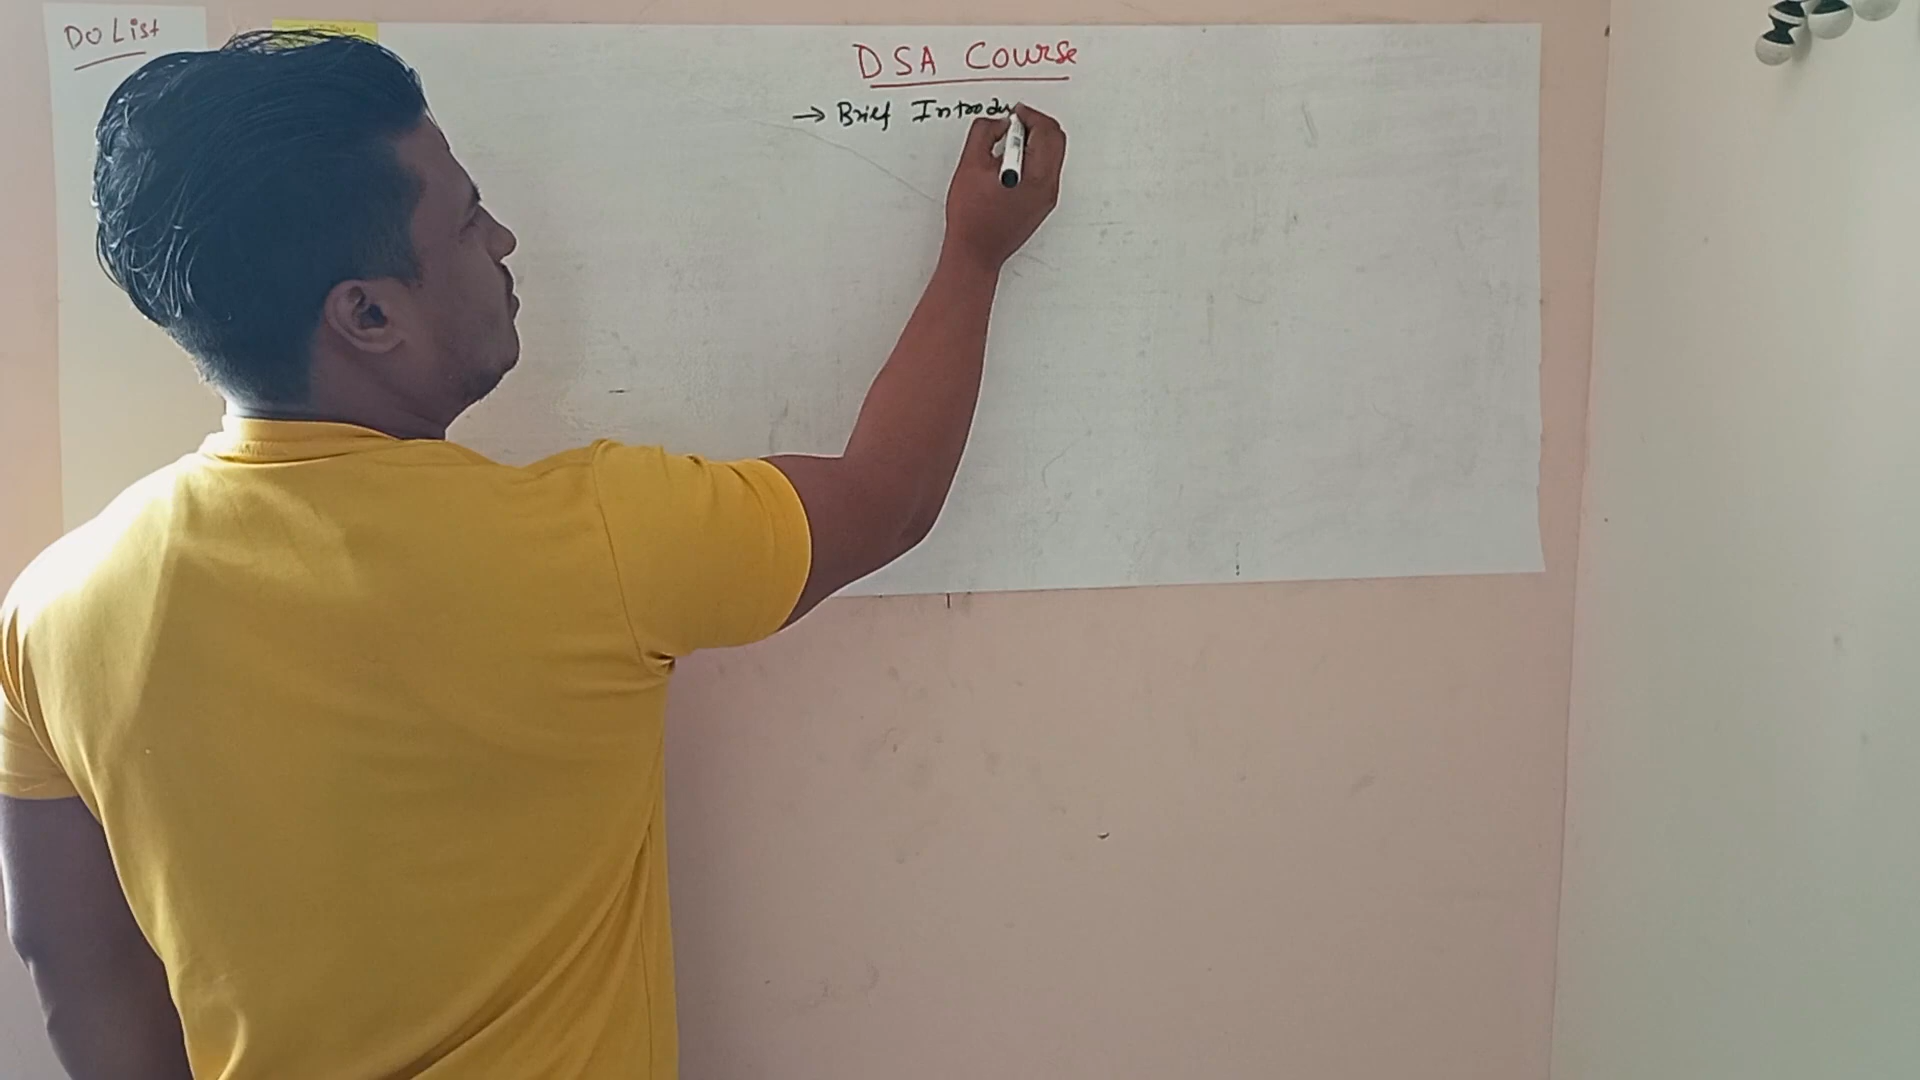 Do List
DSA Course
→ Brief Introdu